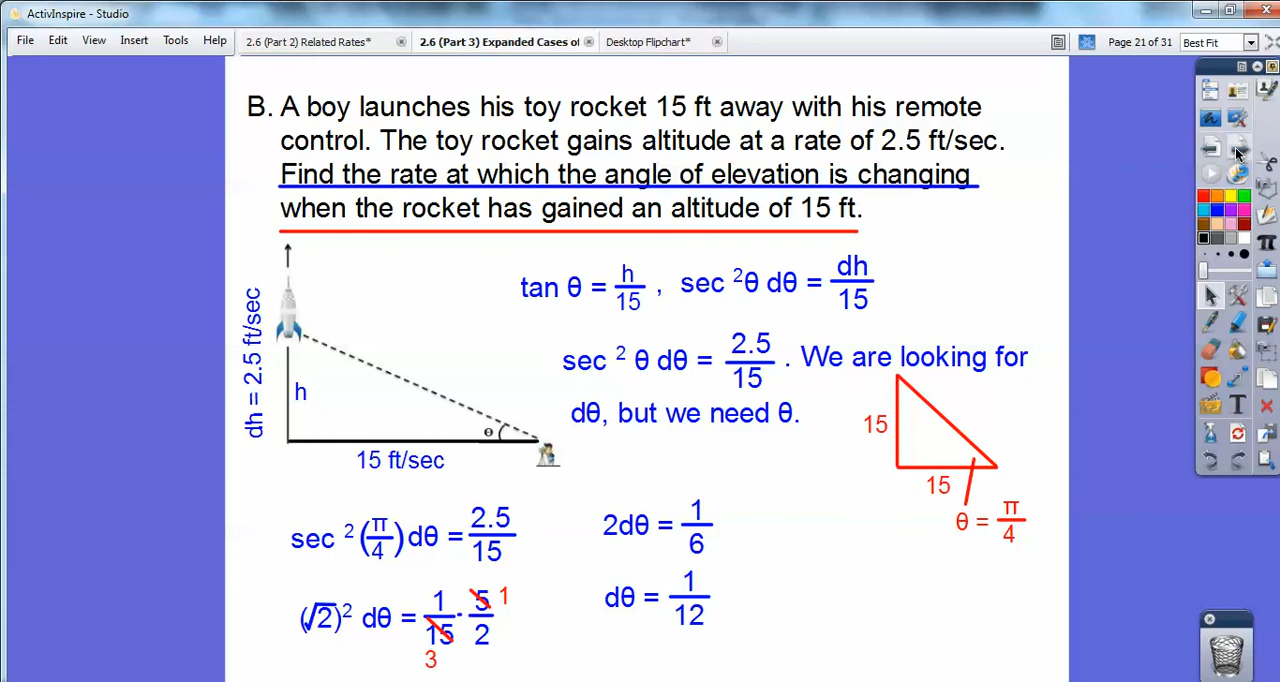 ActivInspire - Studio
File Edit View Insert Tools Help 2.6 (Part 2) Related Rates* 2.6 (Part 3) Expanded Cases of Desktop Flipchart* Page 21 of 31 Best Fit
B. A boy launches his toy rocket 15 ft away with his remote
control. The toy rocket gains altitude at a rate of 2.5 ft/sec.
Find the rate at which the angle of elevation is changing
when the rocket has gained an altitude of 15 ft.
tan θ = h/15 , sec ²θ dθ = dh/15
dh = 2.5 ft/sec
h
θ
15 ft/sec
sec ² θ dθ = 2.5/15 . We are looking for
dθ, but we need θ.
15
15
θ = π/4
sec ² (π/4) dθ = 2.5/15
(√2)² dθ = 1/15 · 5/2
1
3
2dθ = 1/6
dθ = 1/12